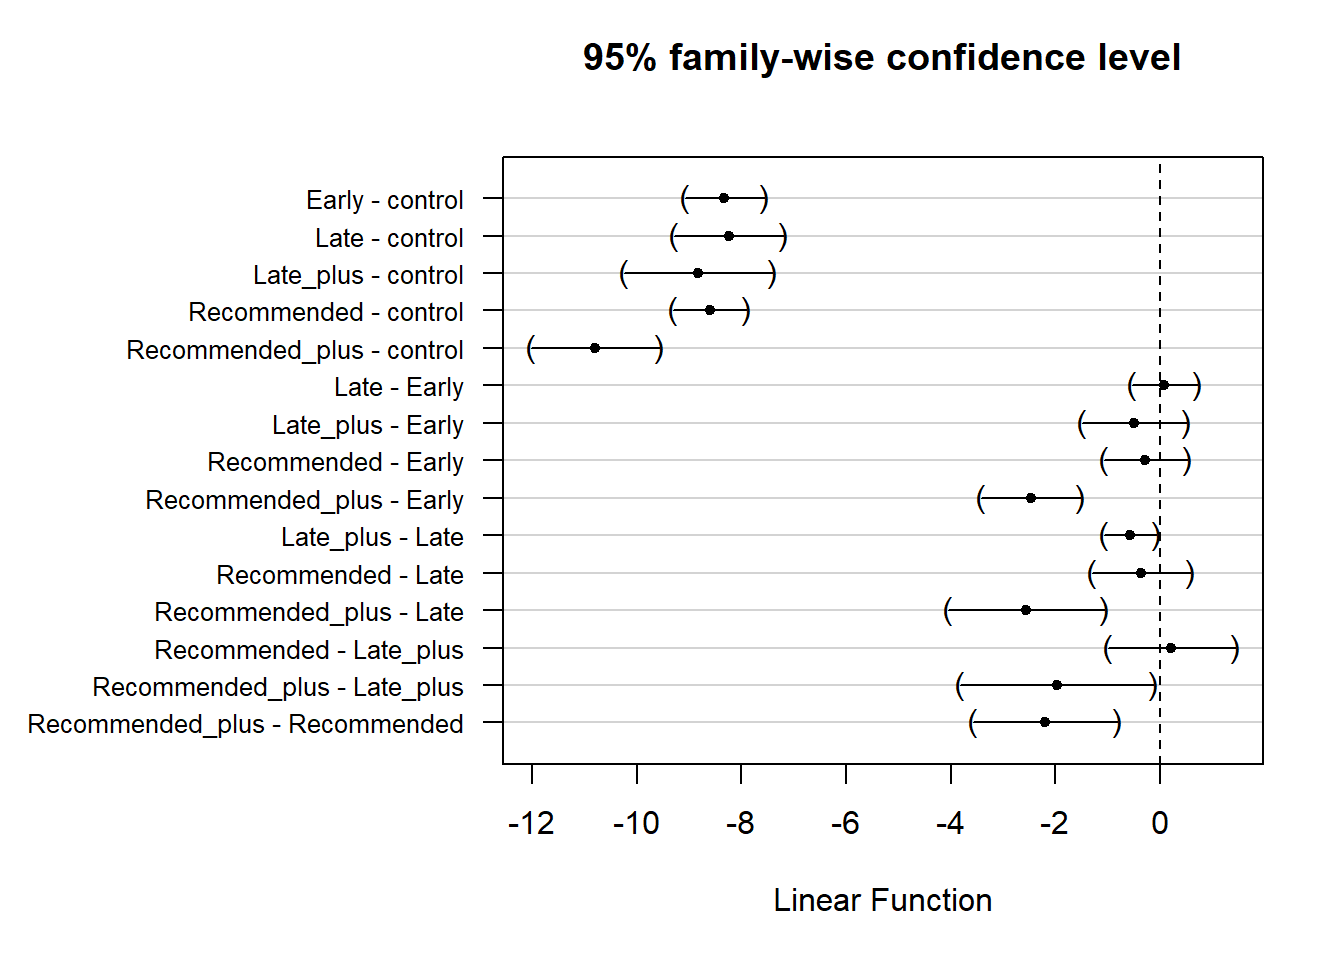 95% family-wise confidence level
Early - control
Late - control
Late_plus - control
Recommended - control
Recommended_plus - control
Late - Early
Late_plus - Early
Recommended - Early
Recommended_plus - Early
Late_plus - Late
Recommended - Late
Recommended_plus - Late
Recommended - Late_plus
Recommended_plus - Late_plus
Recommended_plus - Recommended
-12 -10 -8 -6 -4 -2 0
Linear Function